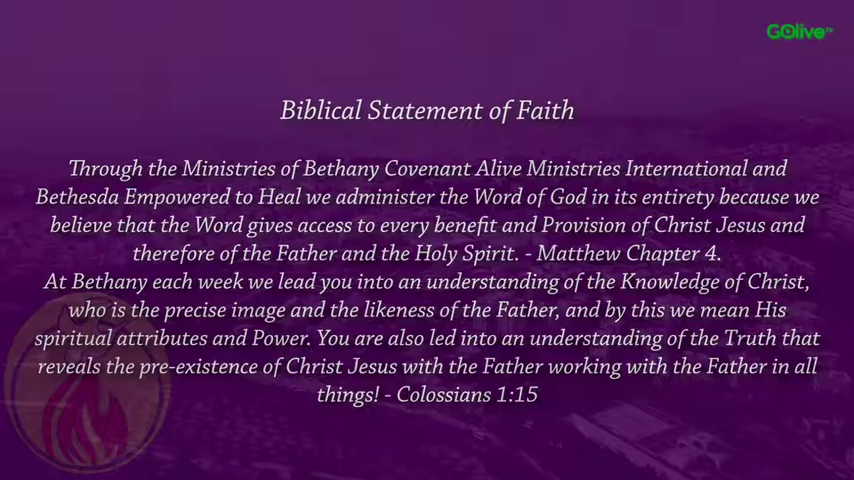 GOliveTV
Biblical Statement of Faith
Through the Ministries of Bethany Covenant Alive Ministries International and
Bethesda Empowered to Heal we administer the Word of God in its entirety because we
believe that the Word gives access to every benefit and Provision of Christ Jesus and
therefore of the Father and the Holy Spirit. - Matthew Chapter 4.
At Bethany each week we lead you into an understanding of the Knowledge of Christ,
who is the precise image and the likeness of the Father, and by this we mean His
spiritual attributes and Power. You are also led into an understanding of the Truth that
reveals the pre-existence of Christ Jesus with the Father working with the Father in all
things! - Colossians 1:15